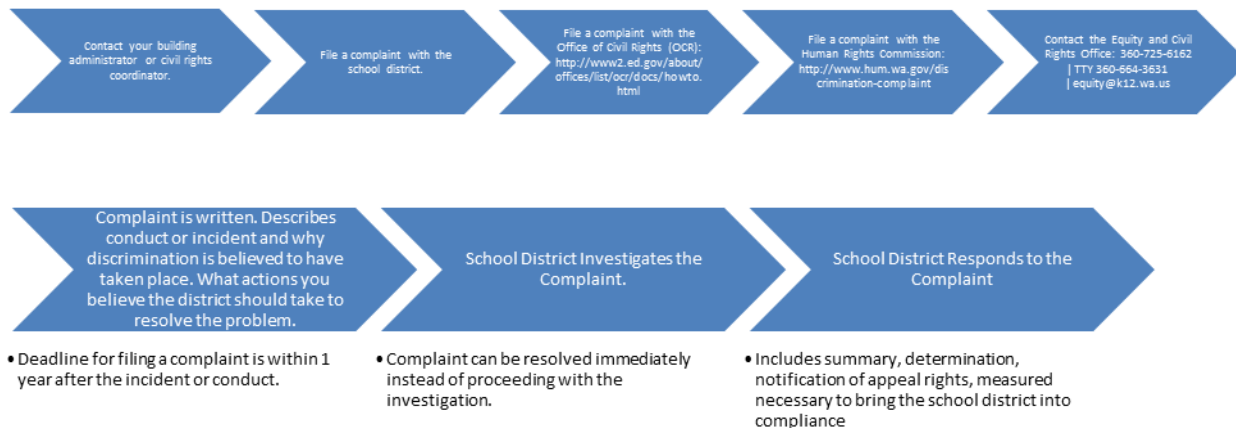 Contact your building
administrator or civil rights
coordinator.
File a complaint with the
school district.
File a complaint with the
Office of Civil Rights (OCR):
http://www2.ed.gov/about/
offices/list/ocr/docs/howto.
html
File a complaint with the
Human Rights Commission:
http://www.hum.wa.gov/dis
crimination-complaint
Contact the Equity and Civil
Rights Office: 360-725-6162
| TTY 360-664-3631
| equity@k12.wa.us
Complaint is written. Describes
conduct or incident and why
discrimination is believed to have
taken place. What actions you
believe the district should take to
resolve the problem.
• Deadline for filing a complaint is within 1
year after the incident or conduct.
School District Investigates the
Complaint.
• Complaint can be resolved immediately
instead of proceeding with the
investigation.
School District Responds to the
Complaint
• Includes summary, determination,
notification of appeal rights, measured
necessary to bring the school district into
compliance